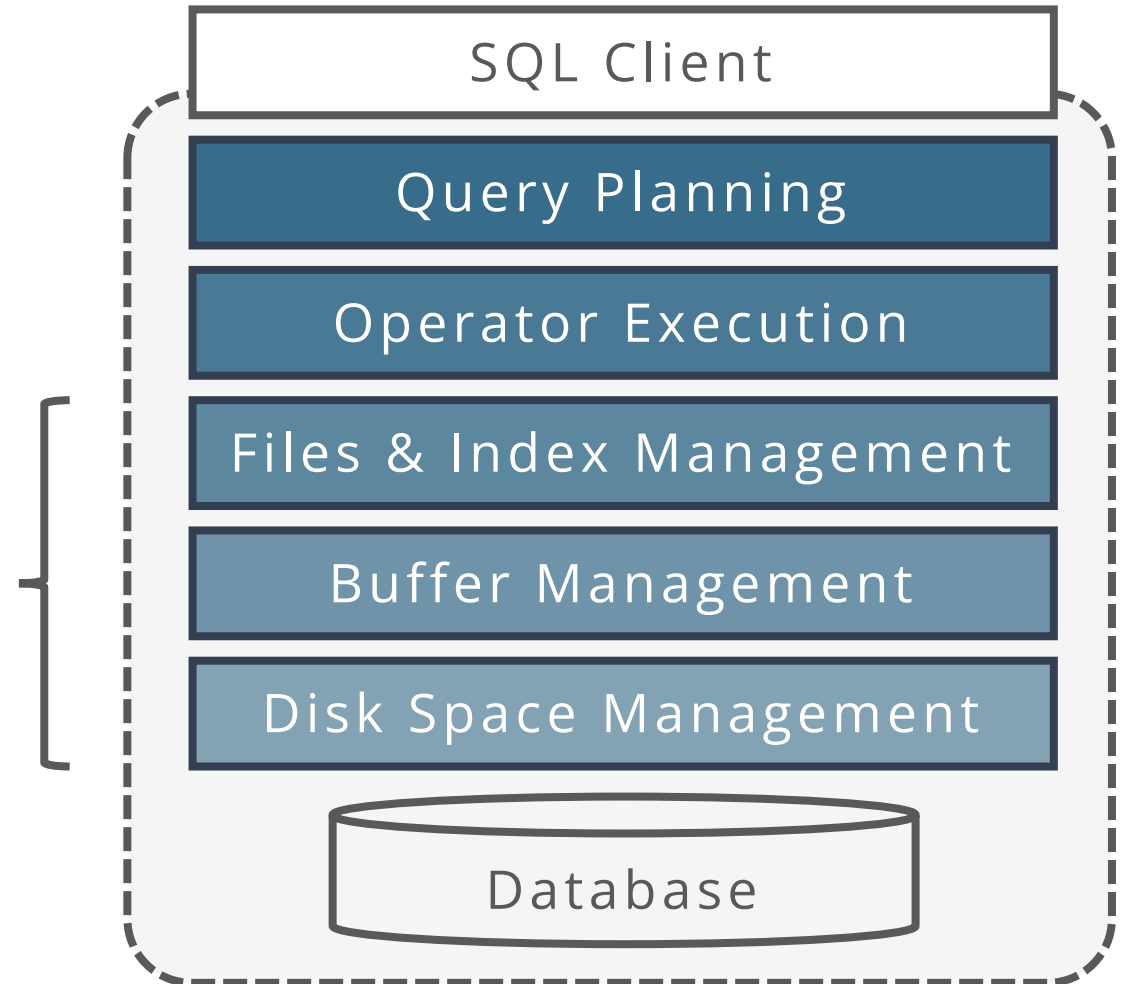 SQL Client
Query Planning
Operator Execution
Files & Index Management
Buffer Management
Disk Space Management
Database